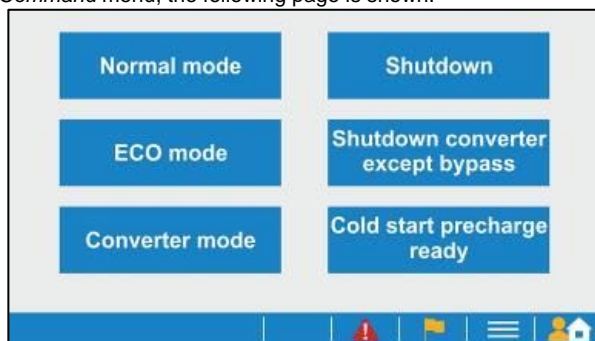 Command menu, the following page is shown:
Normal mode
Shutdown
ECO mode
Shutdown converter
except bypass
Converter mode
Cold start precharge
ready